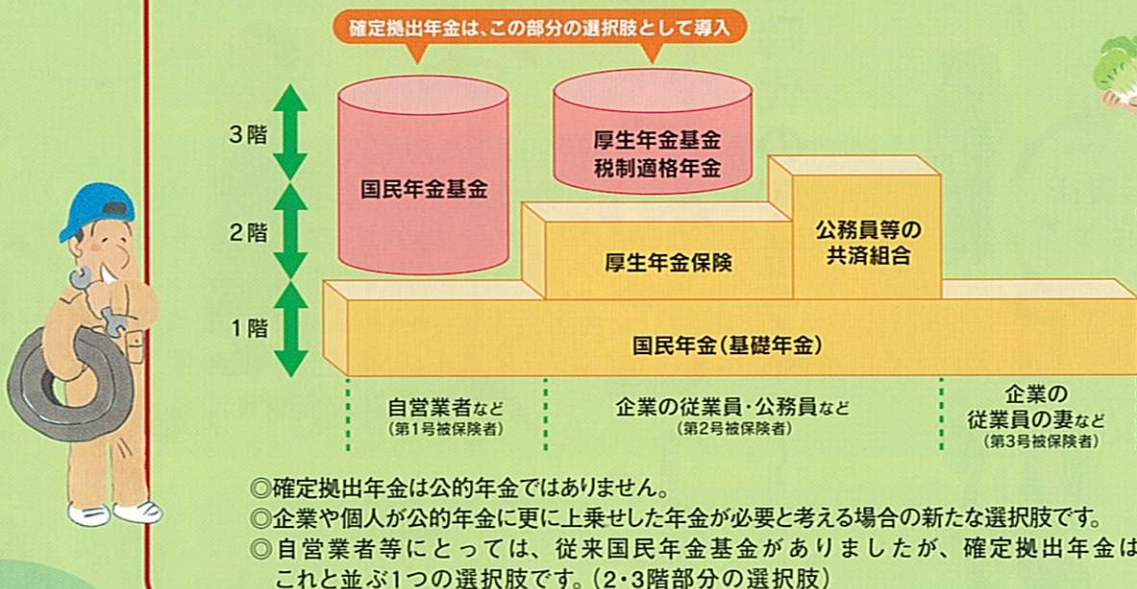 確定拠出年金は、この部分の選択肢として導入
3階
2階
1階
国民年金基金
厚生年金基金
税制適格年金
厚生年金保険
公務員等の
共済組合
国民年金(基礎年金)
自営業者など
(第1号被保険者)
企業の従業員・公務員など
(第2号被保険者)
企業の
従業員の妻など
(第3号被保険者)
◎確定拠出年金は公的年金ではありません。
◎企業や個人が公的年金に更に上乗せした年金が必要と考える場合の新たな選択肢です。
◎自営業者等にとっては、従来国民年金基金がありましたが、確定拠出年金は
これと並ぶ1つの選択肢です。(2・3階部分の選択肢)